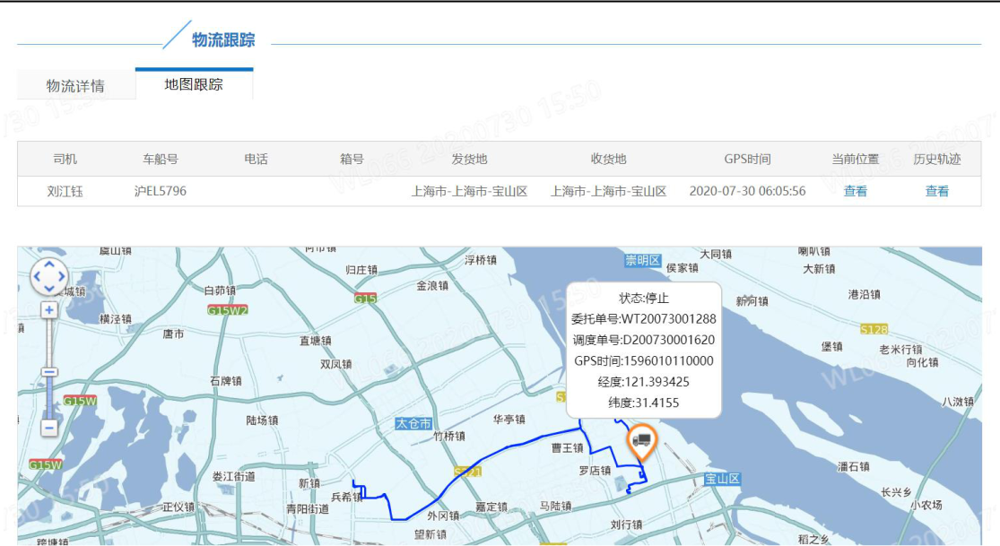 物流跟踪
物流详情 地图跟踪
司机 车船号 电话 箱号 发货地 收货地 GPS时间 当前位置 历史轨迹
刘江钰 沪EL5796 上海市-上海市-宝山区 上海市-上海市-宝山区 2020-07-30 06:05:56 查看 查看
虞山镇
归庄镇
浮桥镇
崇明区
大同镇
侯家镇
喇叭镇
大新镇
白茆镇
G15
金浪镇
新河镇
港沿镇
G15W2
横泾镇
唐市
直塘镇
双凤镇
状态:停止
委托单号:WT20073001288
调度单号:D200730001620
GPS时间:1596010110000
经度:121.393425
纬度:31.4155
S128
堡镇
老米行镇
向化镇
石牌镇
G15W
八滧镇
陆场镇
太仓市
华亭镇
竹桥镇
曹王镇
G15W
娄江街道
新镇
S221
罗店镇
宝山区
潘石镇
兵希镇
正仪镇
青阳街道
外冈镇
嘉定镇
马陆镇
长兴乡
小农场
望新镇
刘行镇
稻之乡
跨塘镇
WL066 20200730 15:50